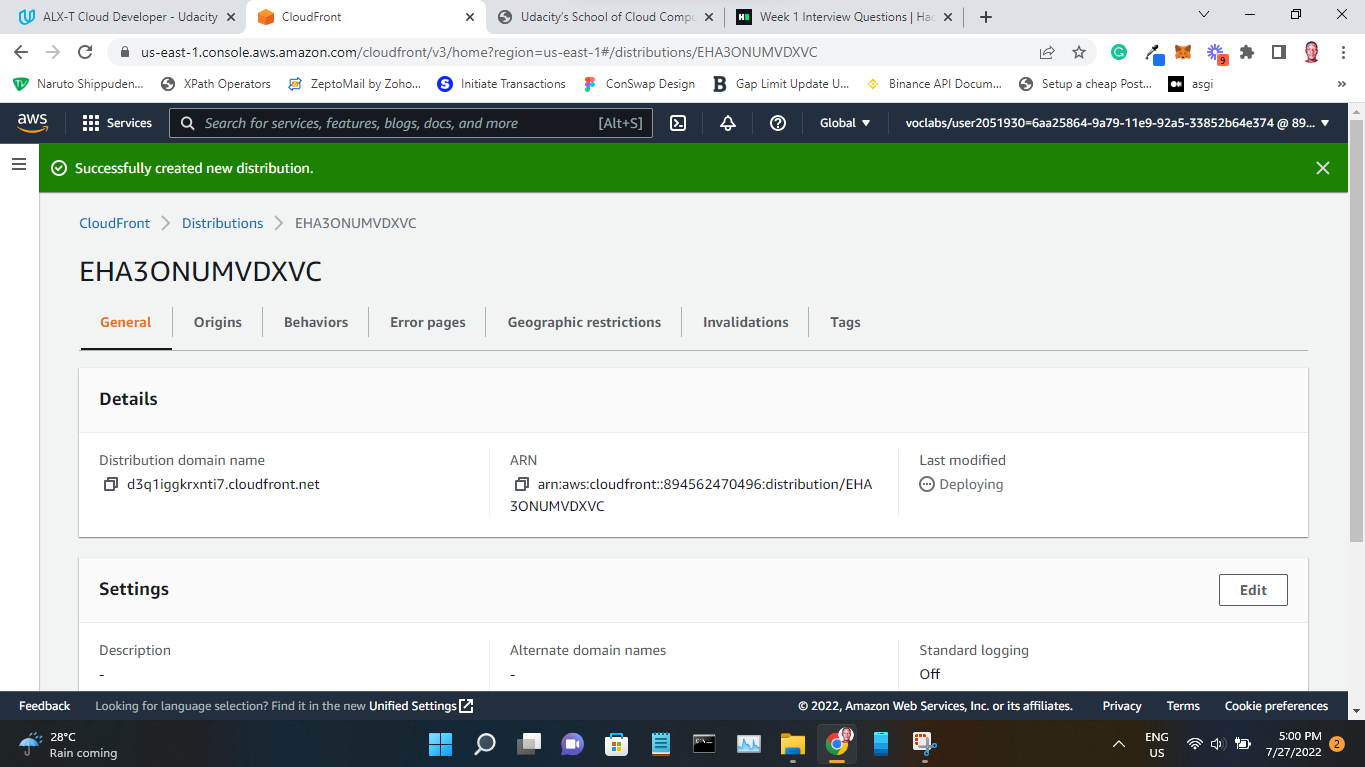 ALX-T Cloud Developer - Udacity
CloudFront
Udacity's School of Cloud Compu
Week 1 Interview Questions | Hac
us-east-1.console.aws.amazon.com/cloudfront/v3/home?region=us-east-1#/distributions/EHA3ONUMVDXVC
9
Naruto Shippuden...
XPath Operators
ZeptoMail by Zoho...
Initiate Transactions
ConSwap Design
Gap Limit Update U...
Binance API Docum...
Setup a cheap Post...
asgi
aws
Services
Search for services, features, blogs, docs, and more
[Alt+S]
Global
voclabs/user2051930=6aa25864-9a79-11e9-92a5-33852b64e374 @ 89...
Successfully created new distribution.
CloudFront
Distributions
EHA3ONUMVDXVC
EHA3ONUMVDXVC
General
Origins
Behaviors
Error pages
Geographic restrictions
Invalidations
Tags
Details
Distribution domain name
d3q1iggkrxnti7.cloudfront.net
ARN
arn:aws:cloudfront::894562470496:distribution/EHA
3ONUMVDXVC
Last modified
Deploying
Settings
Edit
Description
-
Alternate domain names
-
Standard logging
Off
Feedback
Looking for language selection? Find it in the new Unified Settings
© 2022, Amazon Web Services, Inc. or its affiliates.
Privacy
Terms
Cookie preferences
28°C
Rain coming
ENG
US
5:00 PM
7/27/2022
2